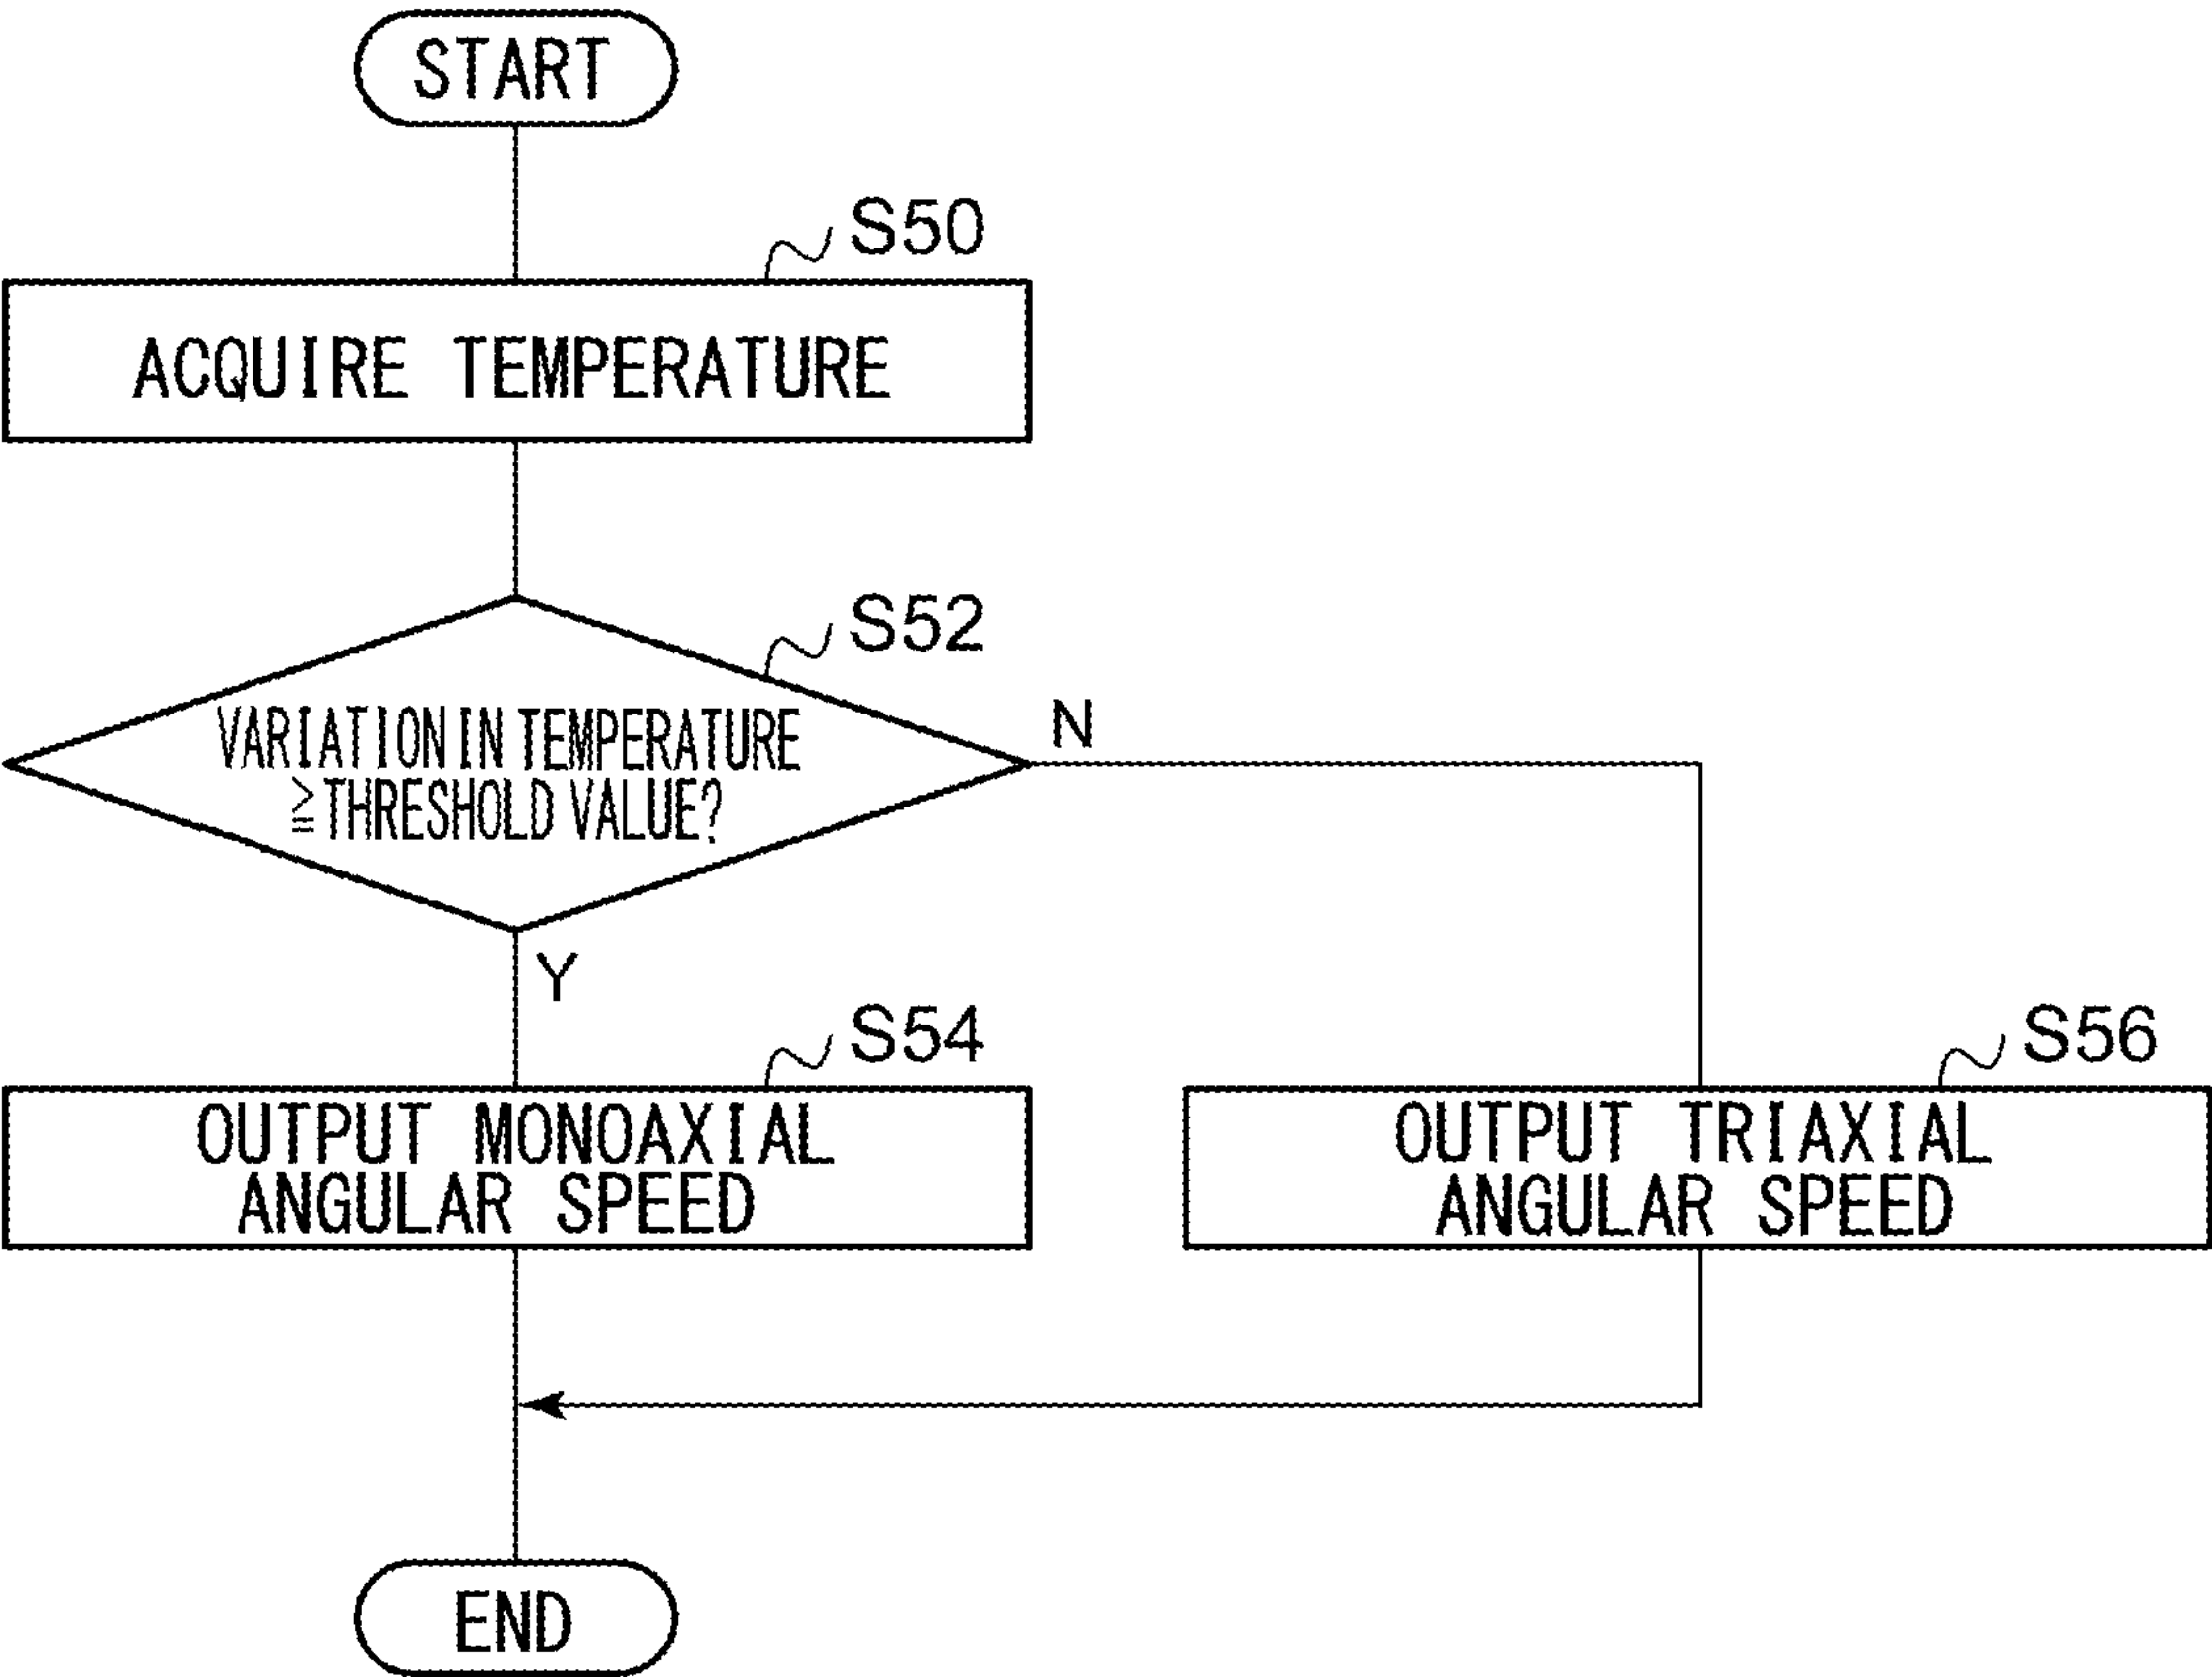 START
S50
ACQUIRE TEMPERATURE
S52
VARIATION IN TEMPERATURE
≧THRESHOLD VALUE?
N
Y
S54
OUTPUT MONOAXIAL
ANGULAR SPEED
S56
OUTPUT TRIAXIAL
ANGULAR SPEED
END